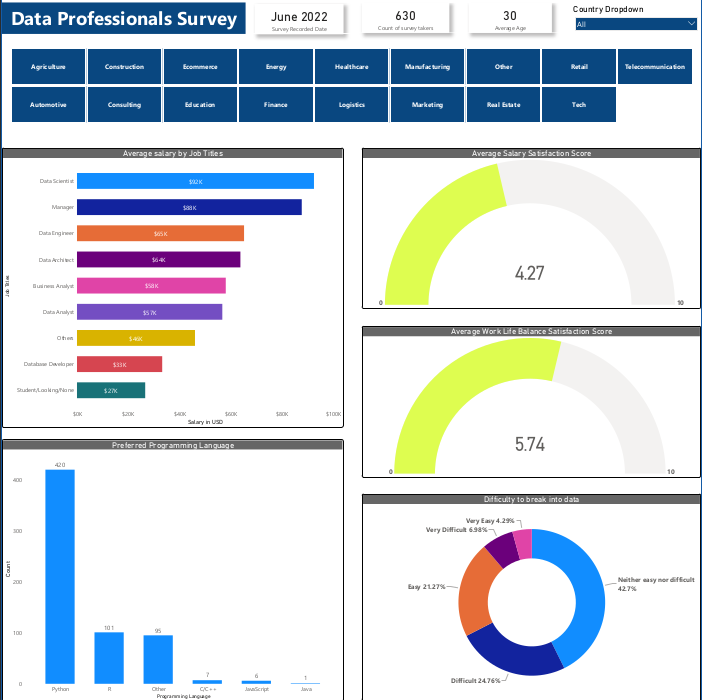 Data Professionals Survey
June 2022
Survey Recorded Date
630
Count of survey takers
30
Average Age
Country Dropdown
All
Agriculture
Construction
Ecommerce
Energy
Healthcare
Manufacturing
Other
Retail
Telecommunication
Automotive
Consulting
Education
Finance
Logistics
Marketing
Real Estate
Tech
Average salary by Job Titles
Job Titles
Data Scientist
$92K
Manager
$88K
Data Engineer
$65K
Data Architect
$64K
Business Analyst
$58K
Data Analyst
$57K
Others
$46K
Database Developer
$33K
Student/Looking/None
$27K
$0K
$20K
$40K
$60K
$80K
$100K
Salary in USD
Average Salary Satisfaction Score
4.27
0
10
Average Work Life Balance Satisfaction Score
5.74
0
10
Preferred Programming Language
Count
400
300
200
100
0
420
101
95
7
6
1
Python
R
Other
C/C++
JavaScript
Java
Programming Language
Difficulty to break into data
Very Easy 4.29%
Very Difficult 6.98%
Easy 21.27%
Neither easy nor difficult
42.7%
Difficult 24.76%